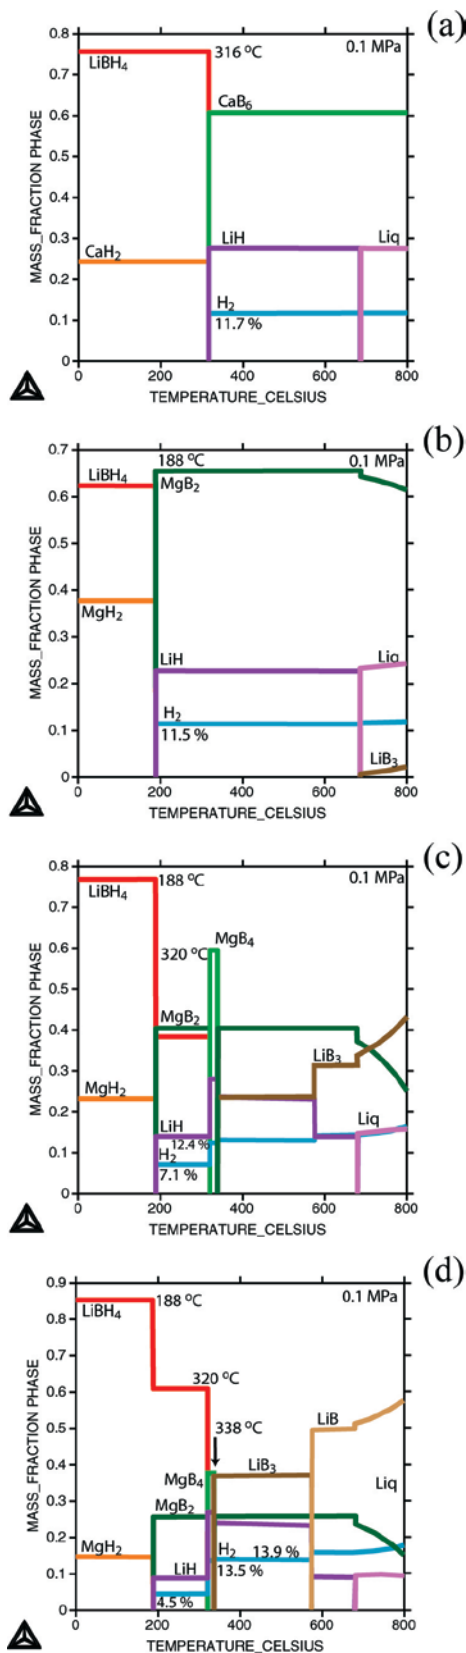 (a)
0.8
0.7
0.6
0.5
0.4
0.3
0.2
0.1
0
MASS_FRACTION PHASE
LiBH4
316 °C
0.1 MPa
CaB6
CaH2
LiH
Liq
H2
11.7 %
0 200 400 600 800
TEMPERATURE_CELSIUS
(b)
0.7
0.6
0.5
0.4
0.3
0.2
0.1
0
MASS_FRACTION PHASE
188 °C
0.1 MPa
LiBH4
MgB2
MgH2
LiH
Liq
H2
11.5 %
LiB3
0 200 400 600 800
TEMPERATURE_CELSIUS
(c)
0.8
0.7
0.6
0.5
0.4
0.3
0.2
0.1
0
MASS_FRACTION PHASE
188 °C
0.1 MPa
LiBH4
MgB4
320 °C
MgB2
LiB3
MgH2
LiH
12.4 %
Liq
H2
7.1 %
0 200 400 600 800
TEMPERATURE_CELSIUS
(d)
0.9
0.8
0.7
0.6
0.5
0.4
0.3
0.2
0.1
0
MASS_FRACTION PHASE
188 °C
0.1 MPa
LiBH4
320 °C
338 °C
LiB
LiB3
MgB4
Liq
MgB2
MgH2
H2
13.9 %
LiH
13.5 %
4.5 %
0 200 400 600 800
TEMPERATURE_CELSIUS